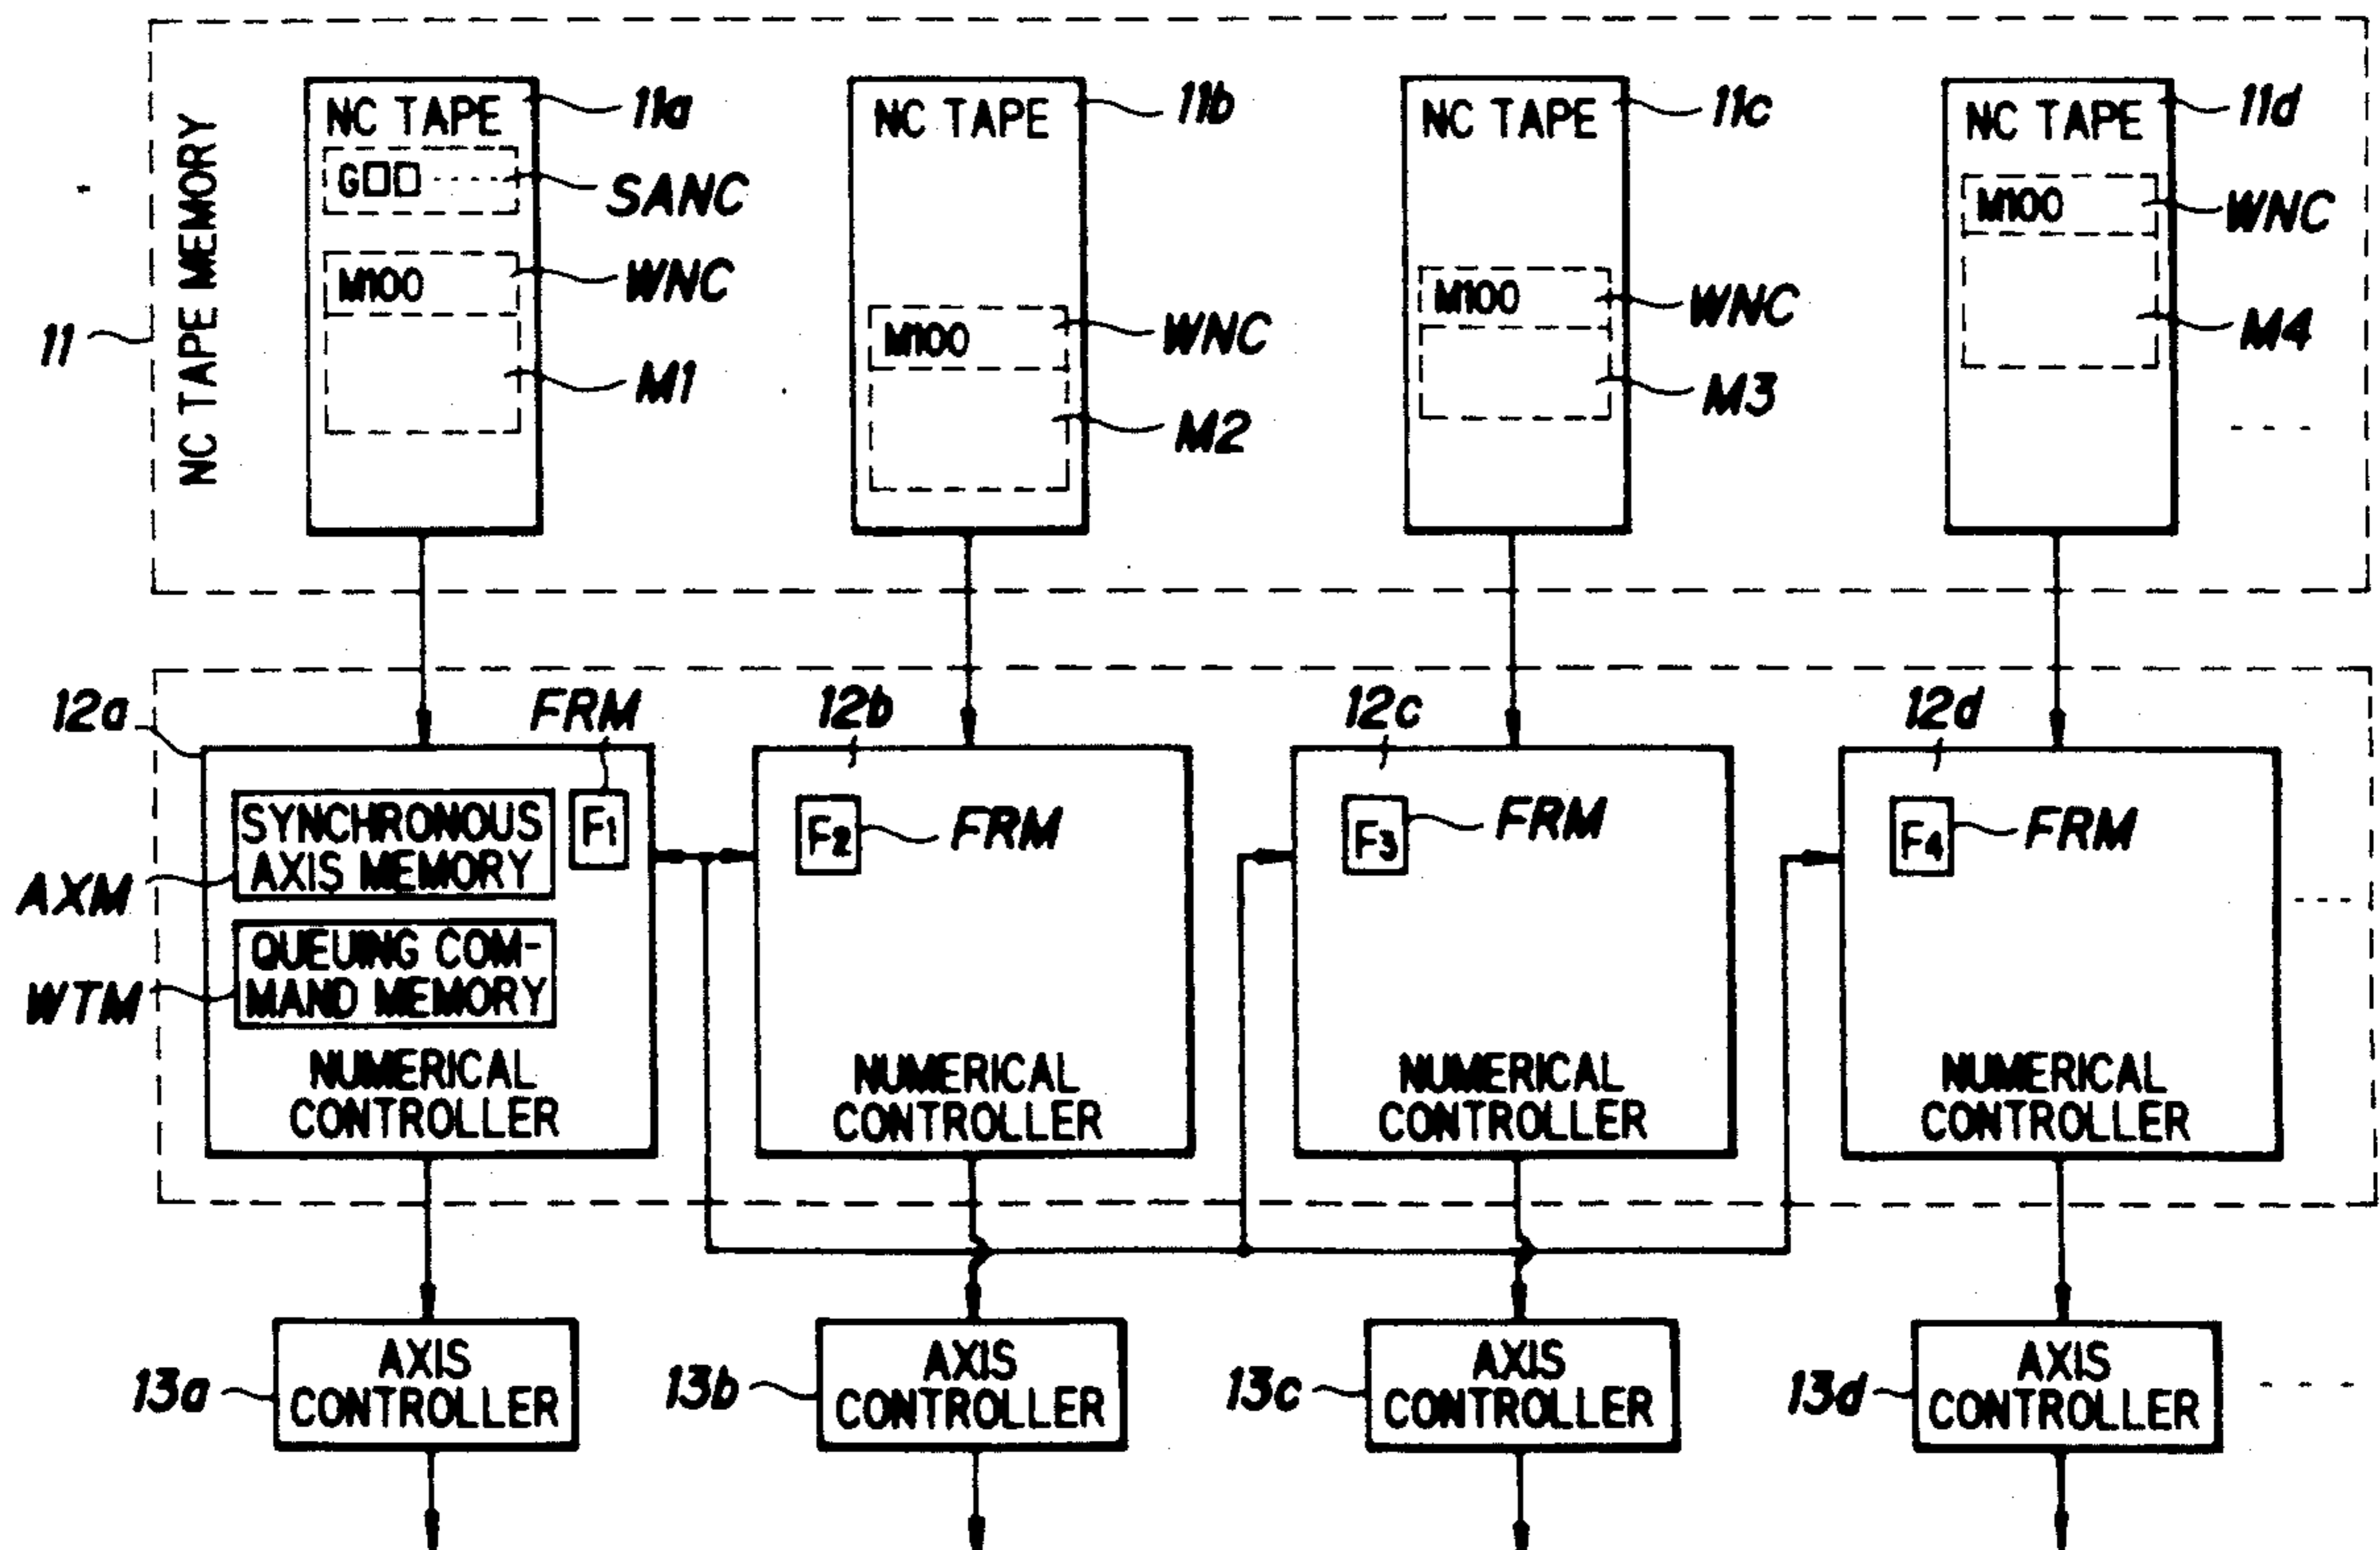 NC TAPE MEMORY
11
NC TAPE
11a
G□□ -----
SANC
M100
WNC
M1
NC TAPE
11b
M100
WNC
M2
NC TAPE
11c
M100
WNC
M3
NC TAPE
11d
M100
WNC
M4
12a
FRM
12b
12c
12d
SYNCHRONOUS
AXIS MEMORY
F1
AXM
QUEUING COM-
MAND MEMORY
WTM
NUMERICAL
CONTROLLER
F2
FRM
NUMERICAL
CONTROLLER
F3
FRM
NUMERICAL
CONTROLLER
F4
FRM
NUMERICAL
CONTROLLER
13a
AXIS
CONTROLLER
13b
AXIS
CONTROLLER
13c
AXIS
CONTROLLER
13d
AXIS
CONTROLLER